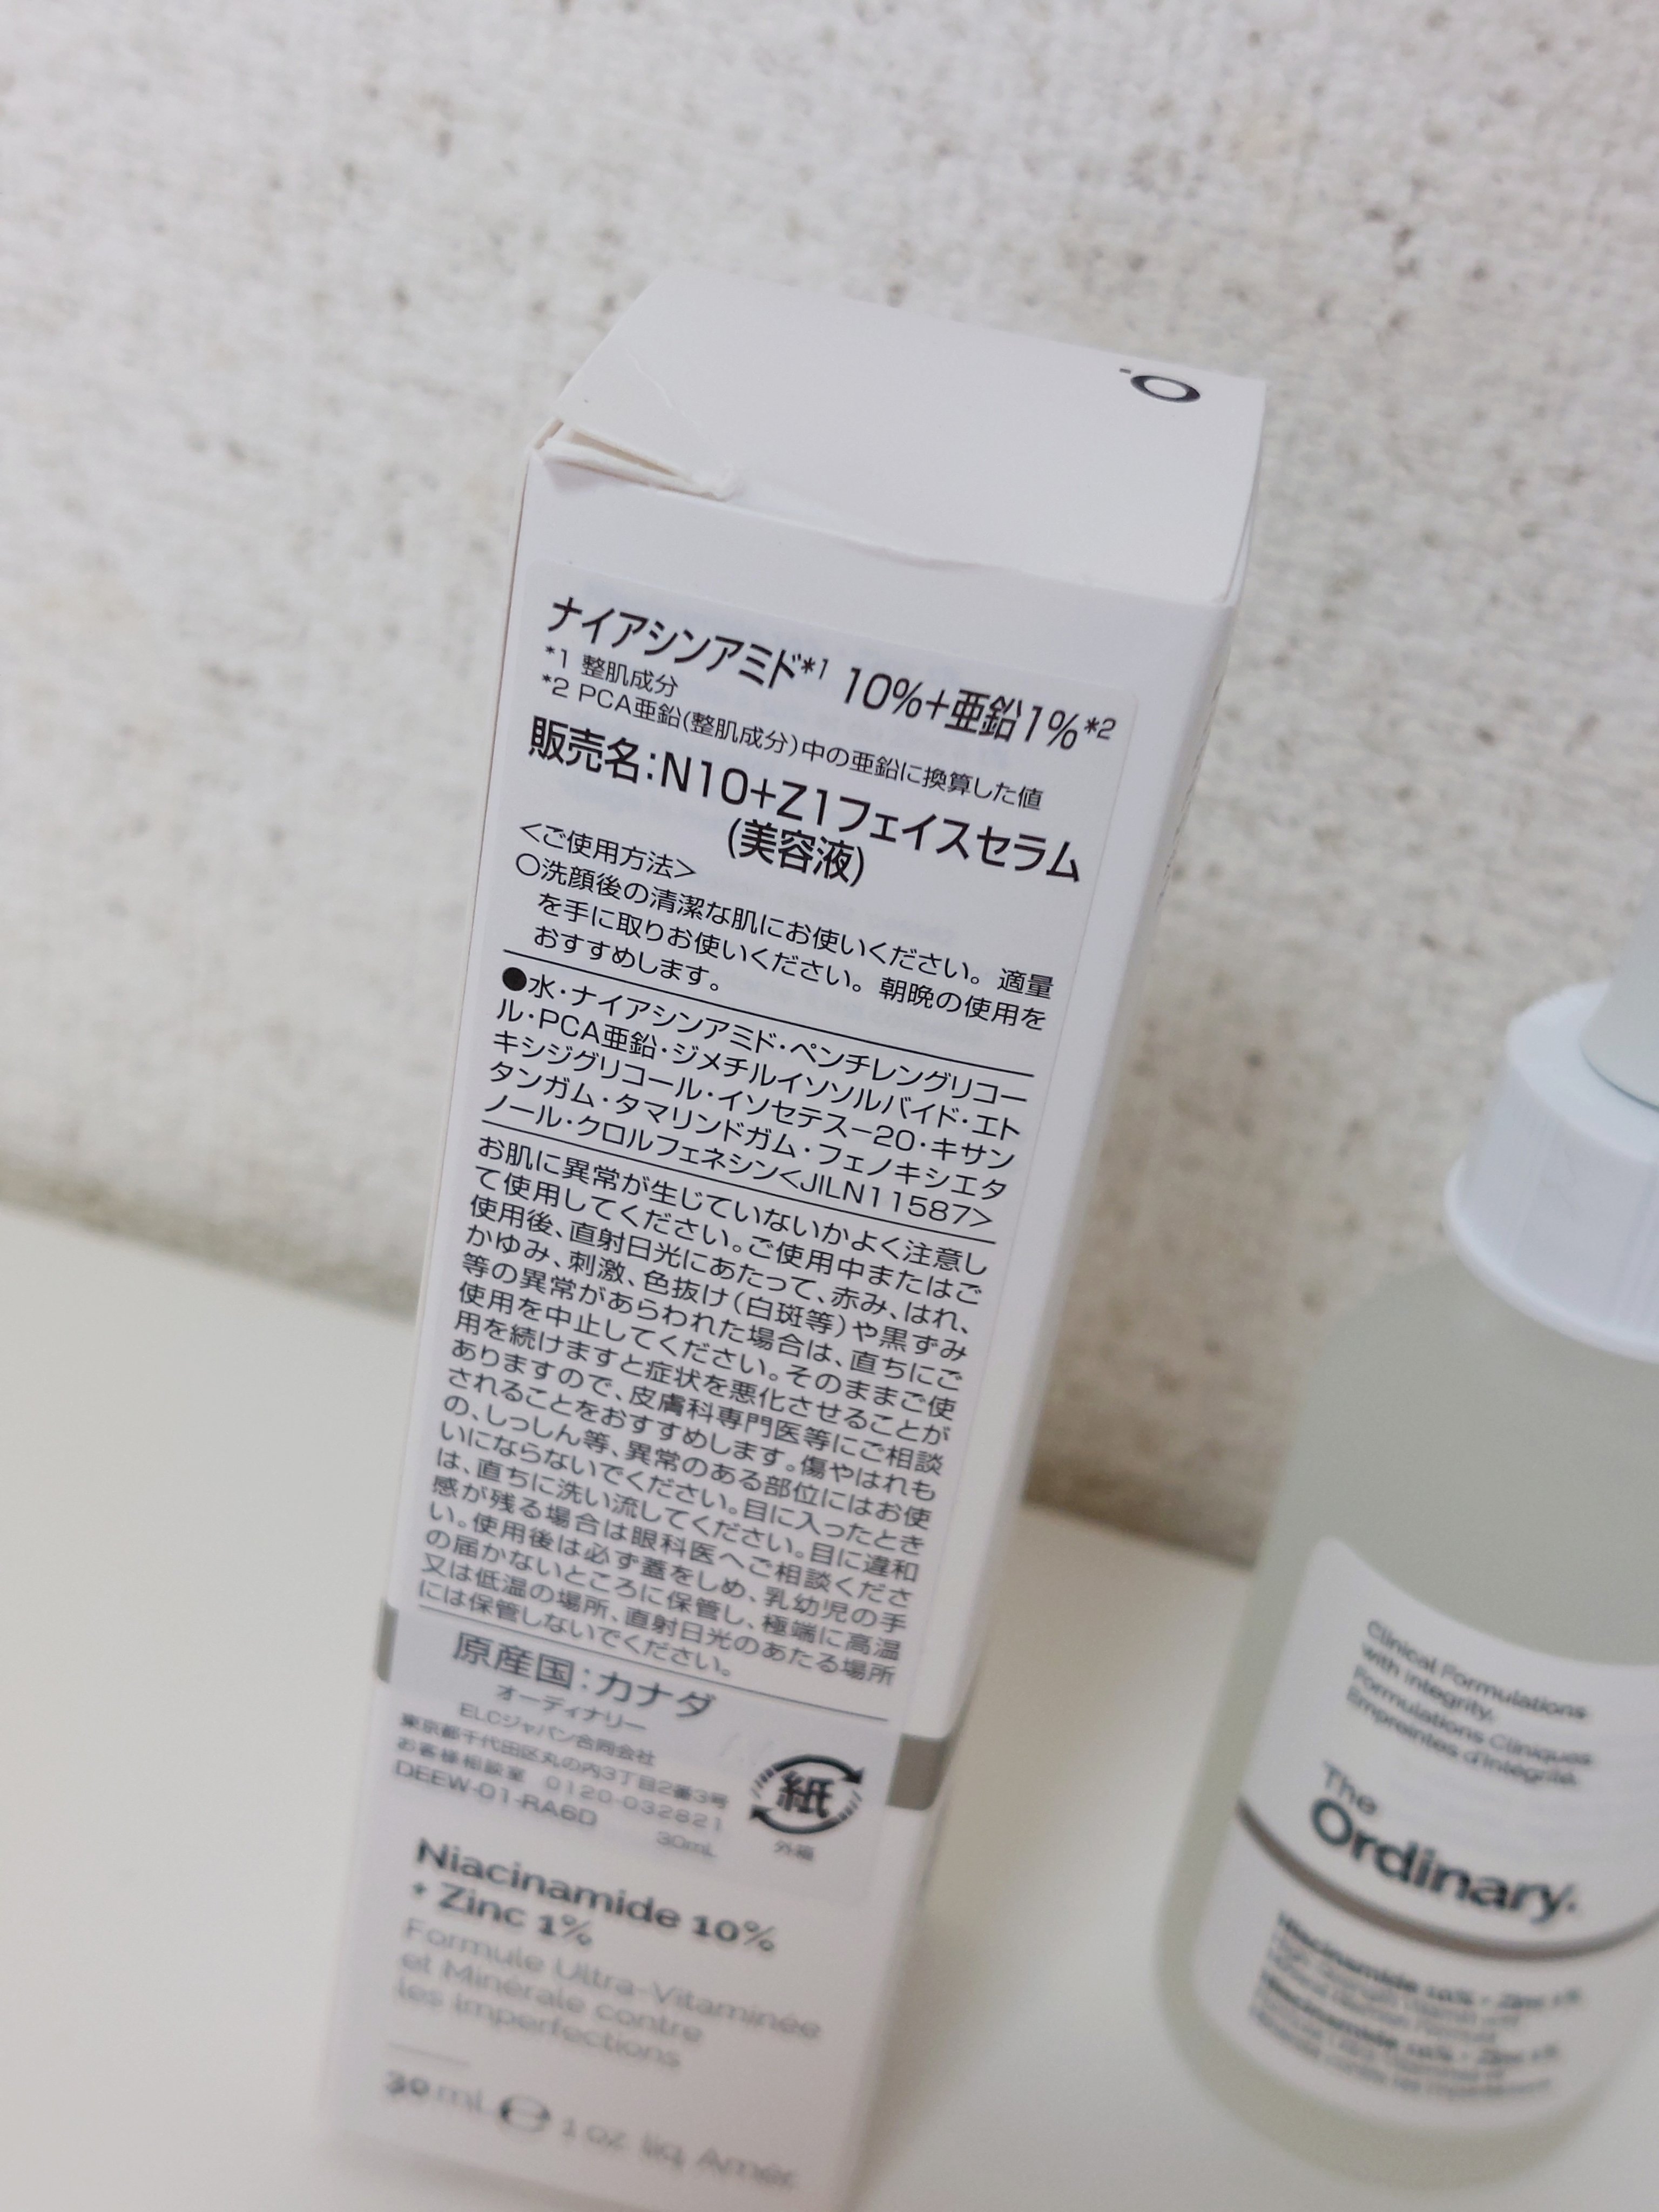 O.
ナイアシンアミド*1 10%+亜鉛1%*2
*1 整肌成分
*2 PCA亜鉛(整肌成分)中の亜鉛に換算した値
販売名:N10+Z1フェイスセラム
(美容液)
<ご使用方法>
○洗顔後の清潔な肌にお使いください。適量
を手に取りお使いください。朝晩の使用を
おすすめします。
●水・ナイアシンアミド・ペンチレングリコー
ル・PCA亜鉛・ジメチルイソソルバイド・エト
キシジグリコール・イソセテス-20・キサン
タンガム・タマリンドガム・フェノキシエタ
ノール・クロルフェネシン<JILN11587>
お肌に異常が生じていないかよく注意し
て使用してください。ご使用中またはご
使用後、直射日光にあたって、赤み、はれ、
かゆみ、刺激、色抜け(白斑等)や黒ずみ
等の異常があらわれた場合は、直ちにご
使用を中止してください。そのままご使
用を続けますと症状を悪化させることが
ありますので、皮膚科専門医等にご相談
されることをおすすめします。傷やはれも
の、しっしん等、異常のある部位にはお使
いにならないでください。目に入ったとき
は、直ちに洗い流してください。目に違和
感が残る場合は眼科医へご相談くださ
い。使用後は必ず蓋をしめ、乳幼児の手
の届かないところに保管し、極端に高温
又は低温の場所、直射日光のあたる場所
には保管しないでください。
原産国:カナダ
オーディナリー
ELCジャパン合同会社
東京都千代田区丸の内3丁目2番3号
お客様相談室 0120-032821
DEEW-01-RA6D 30mL
紙
外箱
Niacinamide 10%
+ Zinc 1%
Formule Ultra-Vitaminée
et Minérale contre
les imperfections
30 mL e 1 oz liq. Amér.
Clinical Formulations
with Integrity.
Formulations Cliniques
Empreintes d'Intégrité.
The
Ordinary.
Niacinamide 10% + Zinc 1%